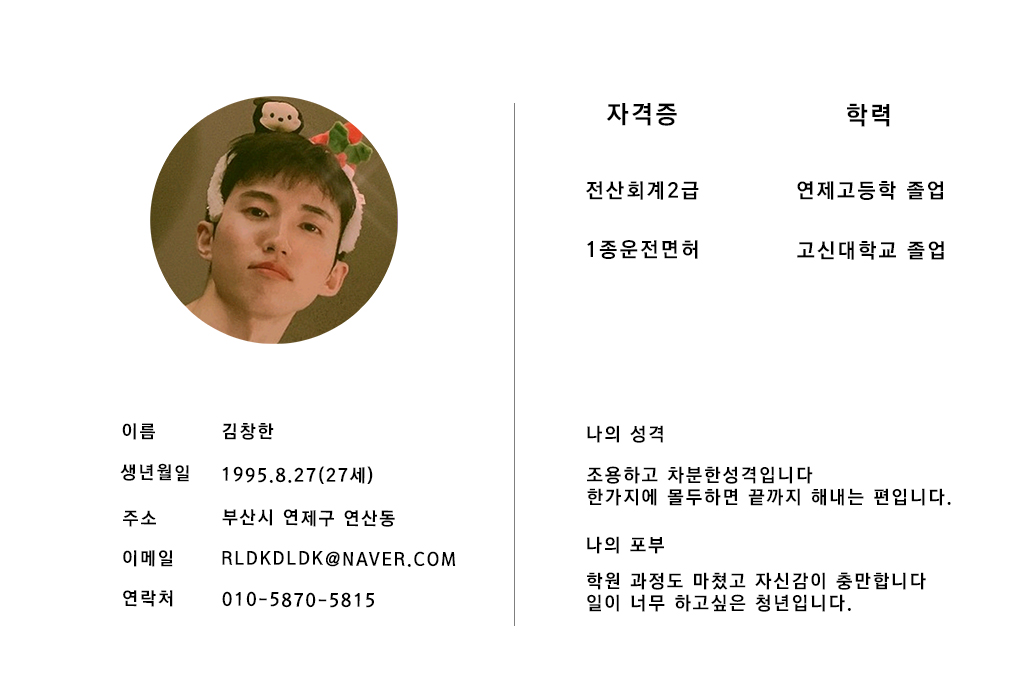 이름 김창한
생년월일 1995.8.27(27세)
주소 부산시 연제구 연산동
이메일 RLDKDLDK@NAVER.COM
연락처 010-5870-5815
자격증 학력
전산회계2급 연제고등학 졸업
1종운전면허 고신대학교 졸업
나의 성격
조용하고 차분한성격입니다
한가지에 몰두하면 끝까지 해내는 편입니다.
나의 포부
학원 과정도 마쳤고 자신감이 충만합니다
일이 너무 하고싶은 청년입니다.